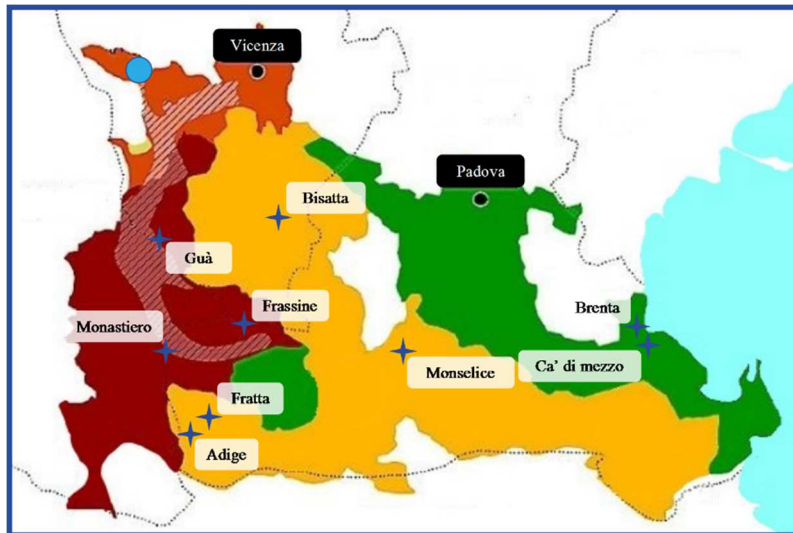 Vicenza
Padova
Bisatta
Guà
Brenta
Frassine
Monastiero
Monselice
Ca' di mezzo
Fratta
Adige